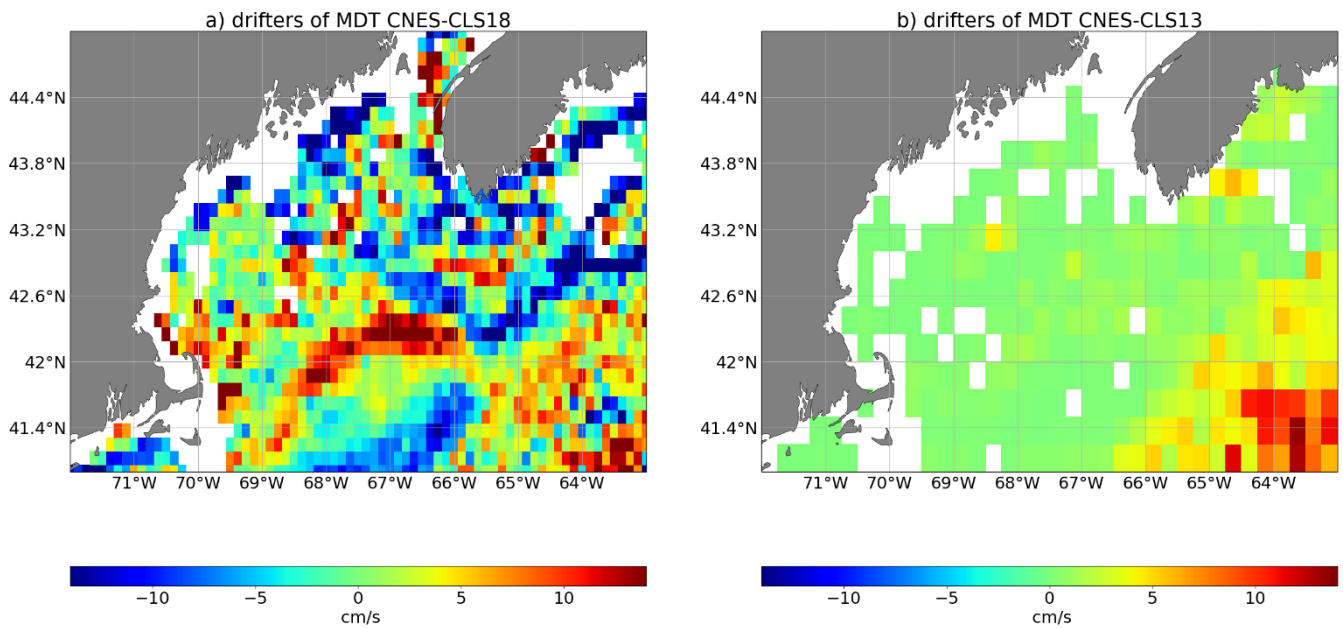 a) drifters of MDT CNES-CLS18
b) drifters of MDT CNES-CLS13
44.4°N
43.8°N
43.2°N
42.6°N
42°N
41.4°N
71°W 70°W 69°W 68°W 67°W 66°W 65°W 64°W
44.4°N
43.8°N
43.2°N
42.6°N
42°N
41.4°N
71°W 70°W 69°W 68°W 67°W 66°W 65°W 64°W
−10 −5 0 5 10
cm/s
−10 −5 0 5 10
cm/s